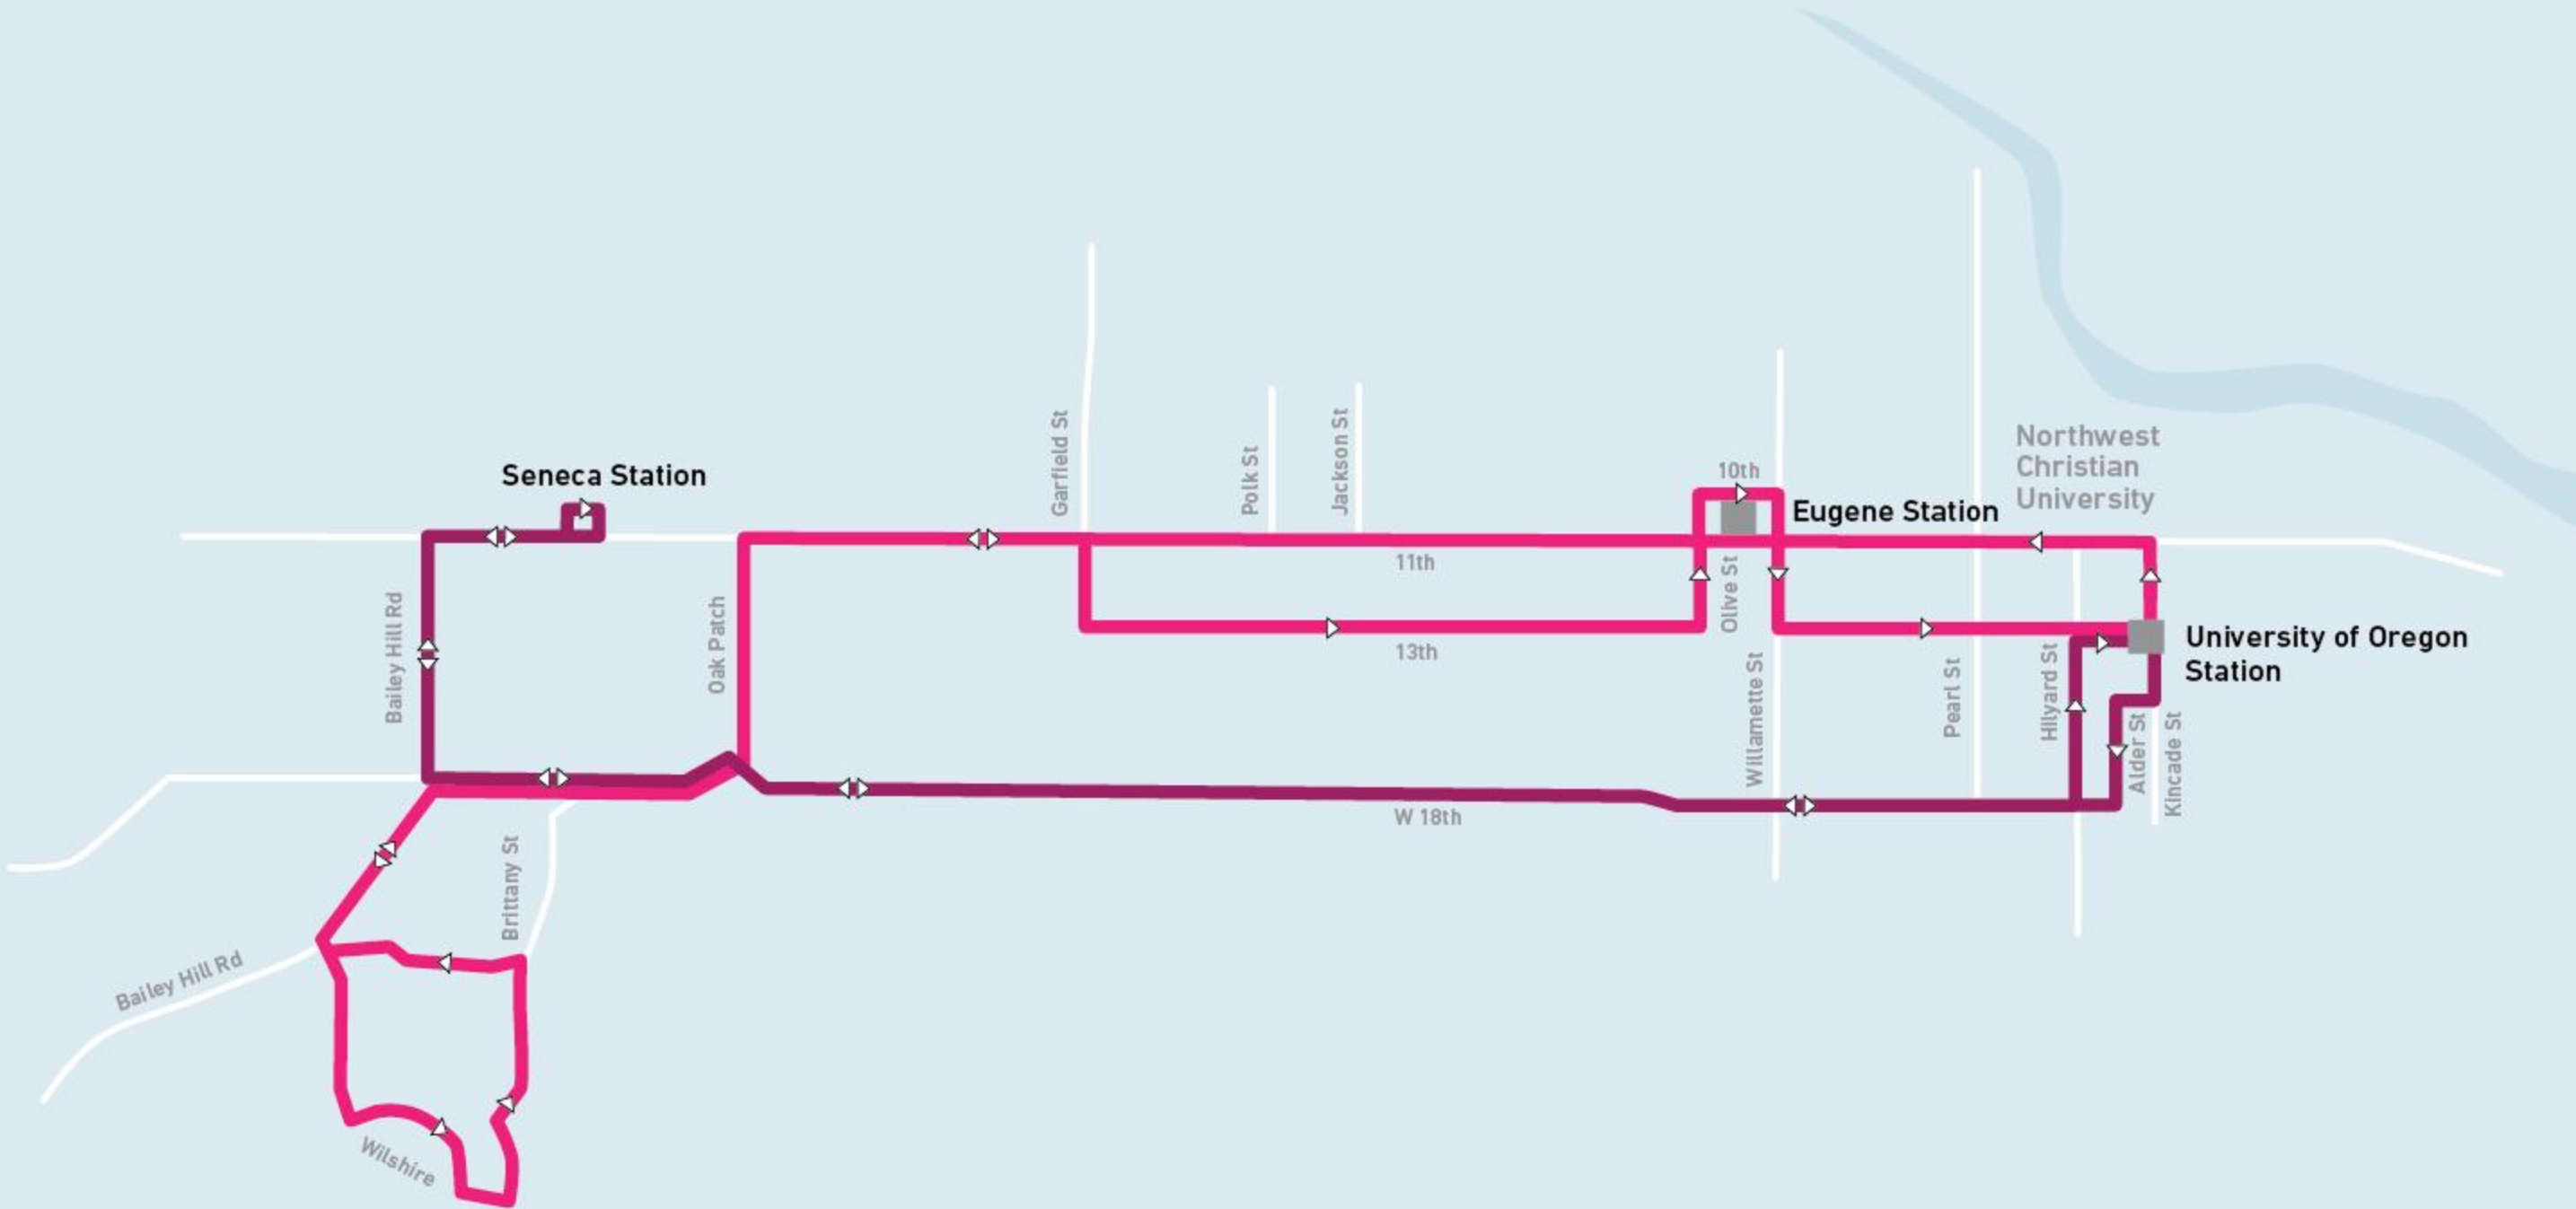 Northwest
Christian
University
Garfield St
Polk St
Jackson St
10th
Seneca Station
Eugene Station
11th
Olive St
Bailey Hill Rd
Oak Patch
13th
University of Oregon
Station
Willamette St
Pearl St
Hilyard St
Alder St
Kincade St
W 18th
Brittany St
Bailey Hill Rd
Wilshire